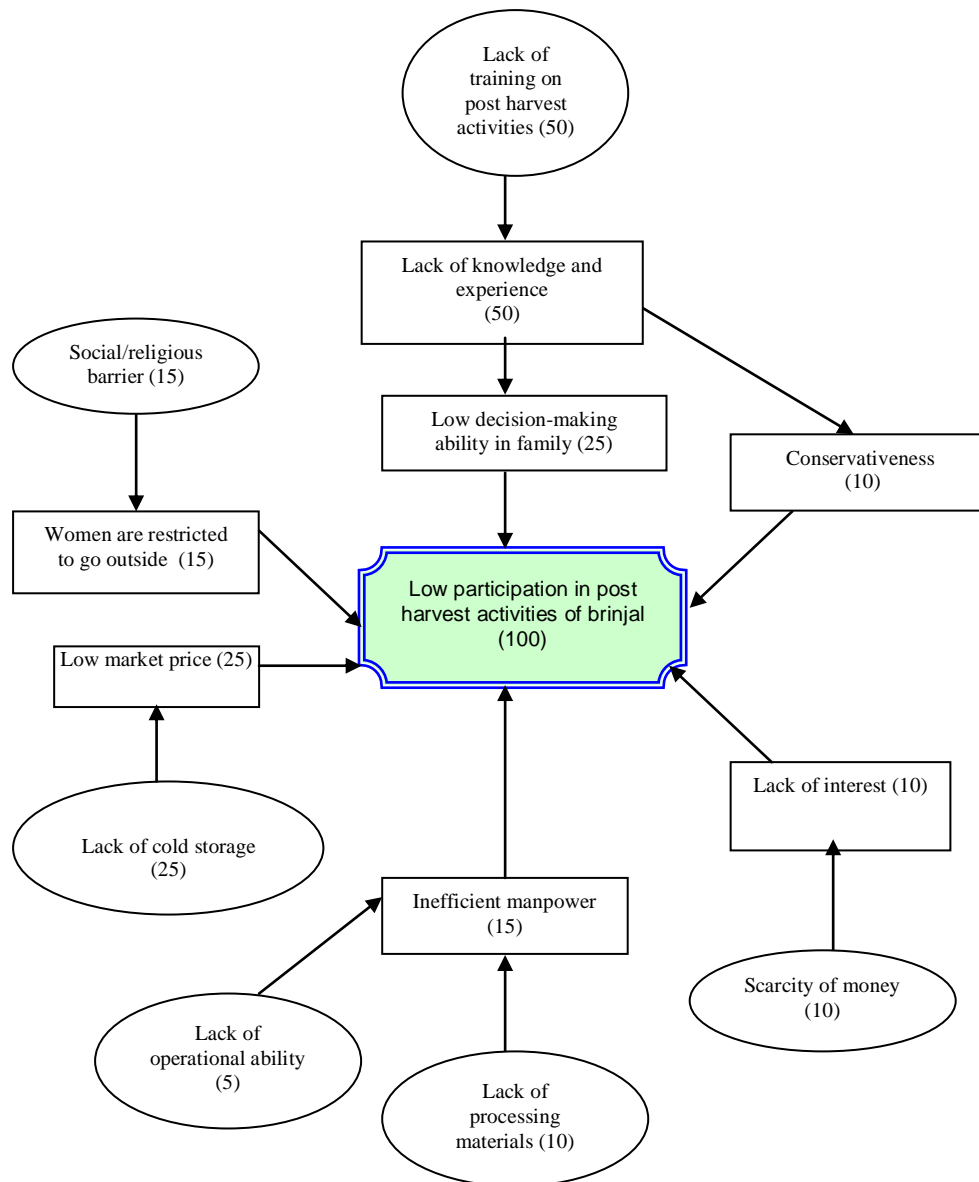 Lack of
training on
post harvest
activities (50)
Lack of knowledge and
experience
(50)
Social/religious
barrier (15)
Low decision-making
ability in family (25)
Conservativeness
(10)
Women are restricted
to go outside (15)
Low participation in post
harvest activities of brinjal
(100)
Low market price (25)
Lack of interest (10)
Lack of cold storage
(25)
Inefficient manpower
(15)
Scarcity of money
(10)
Lack of
operational ability
(5)
Lack of
processing
materials (10)